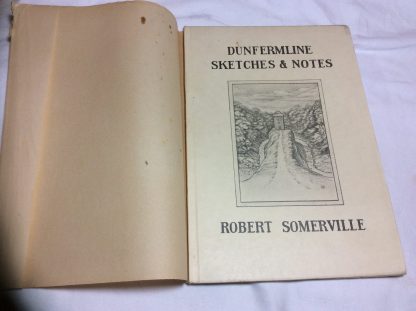 DUNFERMLINE
SKETCHES & NOTES
ROBERT SOMERVILLE